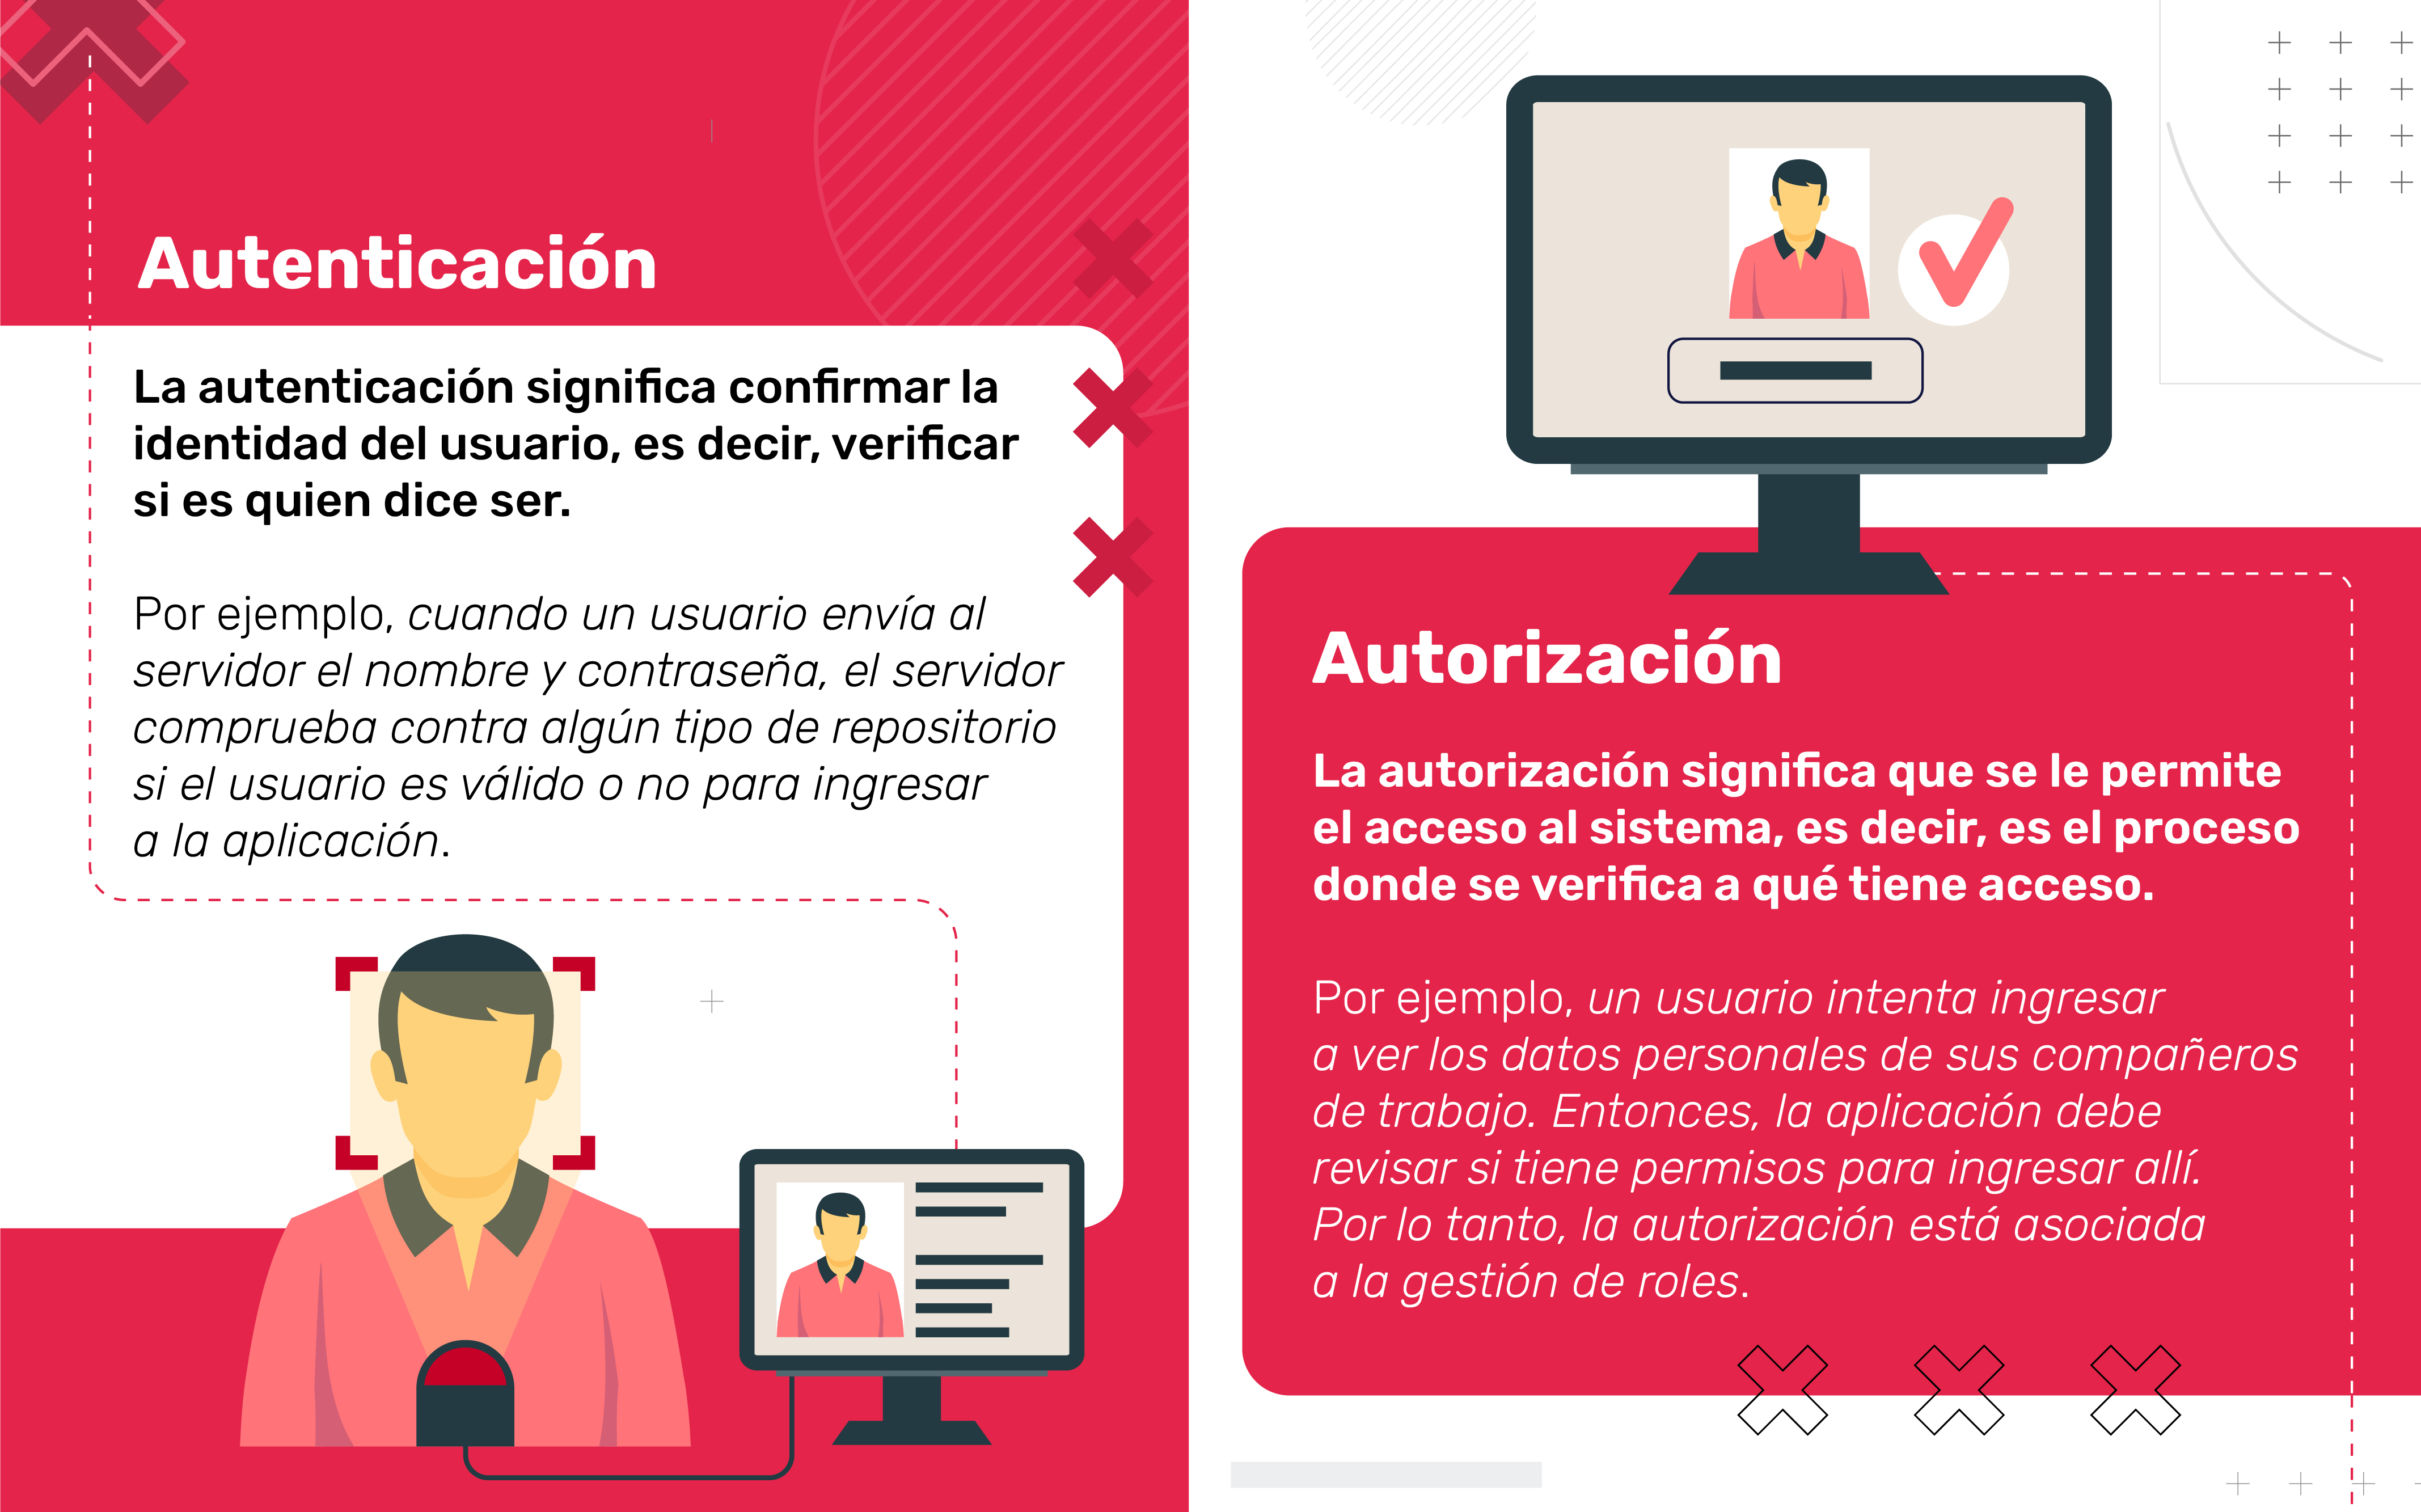 Autenticación
La autenticación significa confirmar la
identidad del usuario, es decir, verificar
si es quien dice ser.
Por ejemplo, cuando un usuario envía al
servidor el nombre y contraseña, el servidor
comprueba contra algún tipo de repositorio
si el usuario es válido o no para ingresar
a la aplicación.
Autorización
La autorización significa que se le permite
el acceso al sistema, es decir, es el proceso
donde se verifica a qué tiene acceso.
Por ejemplo, un usuario intenta ingresar
a ver los datos personales de sus compañeros
de trabajo. Entonces, la aplicación debe
revisar si tiene permisos para ingresar allí.
Por lo tanto, la autorización está asociada
a la gestión de roles.